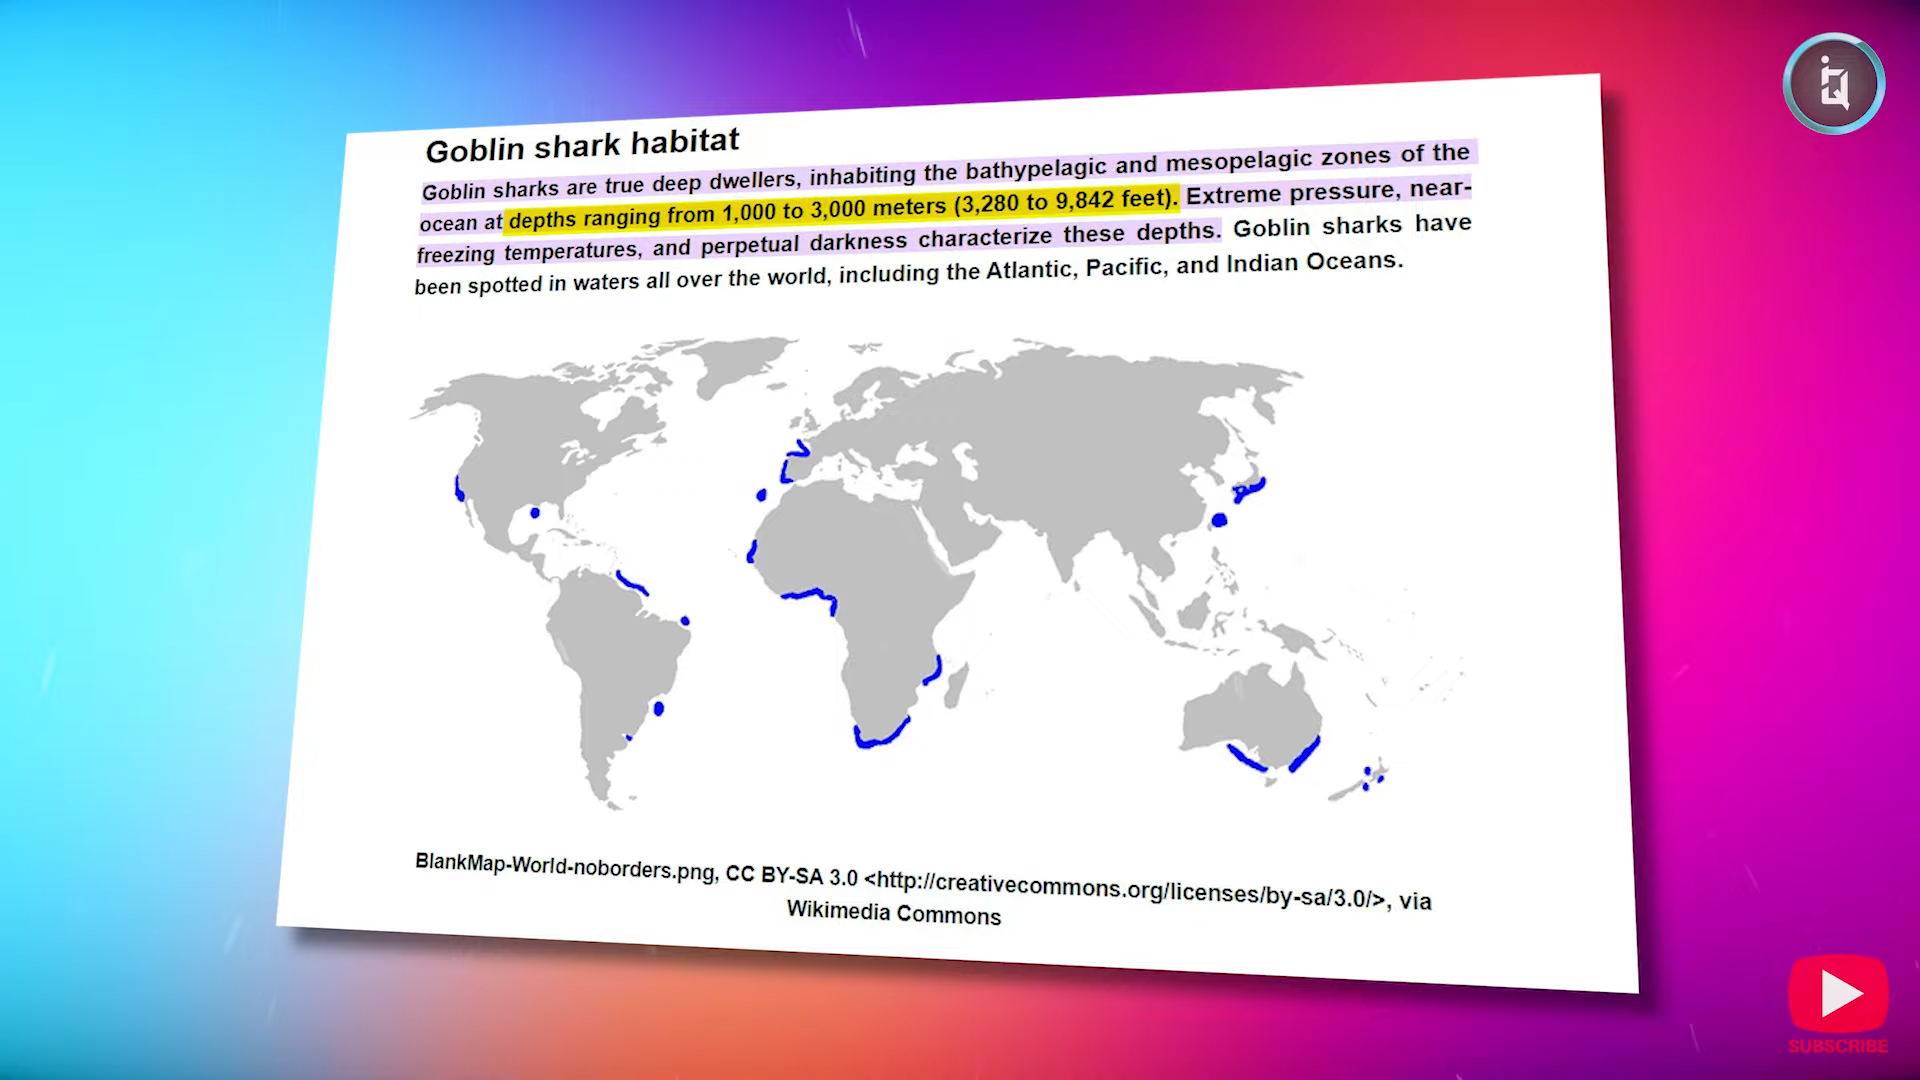 Goblin shark habitat
Goblin sharks are true deep dwellers, inhabiting the bathypelagic and mesopelagic zones of the
ocean at depths ranging from 1,000 to 3,000 meters (3,280 to 9,842 feet). Extreme pressure, near-
freezing temperatures, and perpetual darkness characterize these depths. Goblin sharks have
been spotted in waters all over the world, including the Atlantic, Pacific, and Indian Oceans.
BlankMap-World-noborders.png, CC BY-SA 3.0 <http://creativecommons.org/licenses/by-sa/3.0/>, via
Wikimedia Commons
iQ
SUBSCRIBE